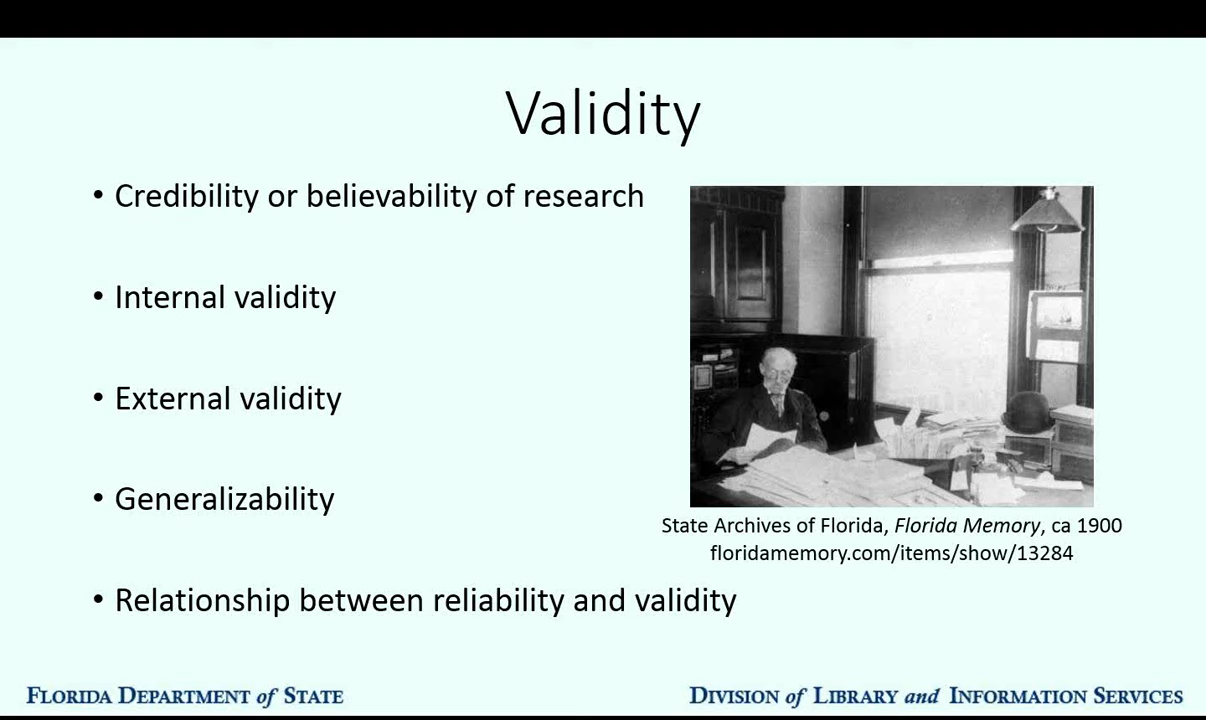 Validity
• Credibility or believability of research
• Internal validity
• External validity
• Generalizability
• Relationship between reliability and validity
State Archives of Florida, Florida Memory, ca 1900
floridamemory.com/items/show/13284
FLORIDA DEPARTMENT of STATE
DIVISION of LIBRARY and INFORMATION SERVICES